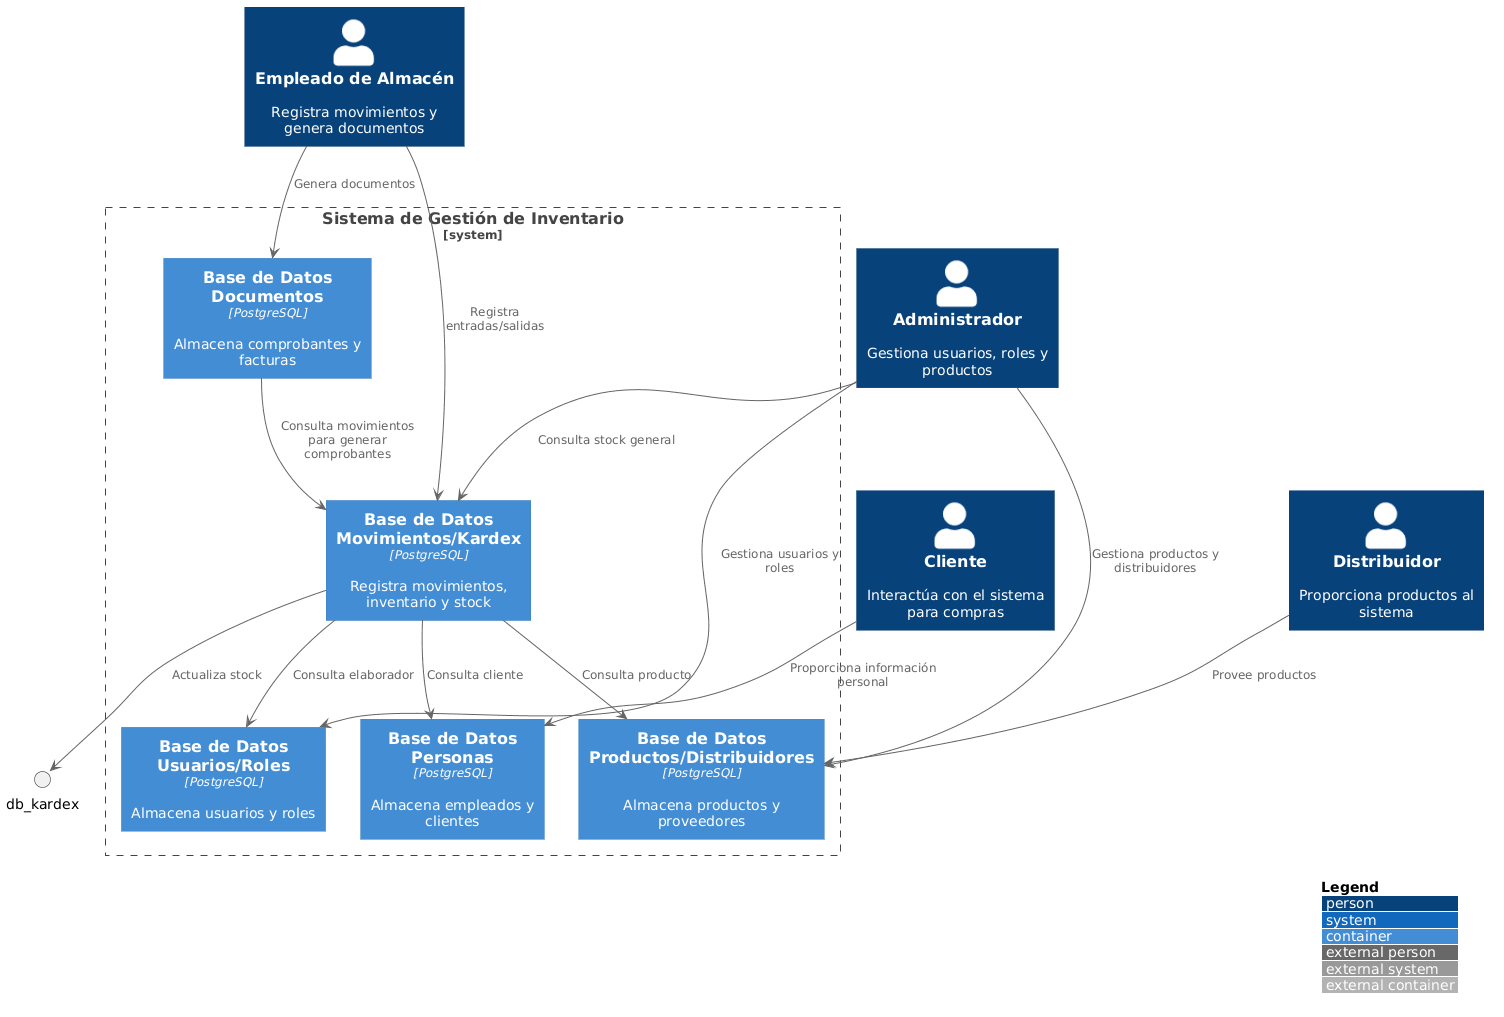 Empleado de Almacén
Registra movimientos y
genera documentos
Genera documentos
Sistema de Gestión de Inventario
[system]
Base de Datos
Documentos
[PostgreSQL]
Almacena comprobantes y
facturas
Registra
entradas/salidas
Administrador
Gestiona usuarios, roles y
productos
Consulta movimientos
para generar
comprobantes
Consulta stock general
Base de Datos
Movimientos/Kardex
[PostgreSQL]
Registra movimientos,
inventario y stock
Gestiona usuarios y
roles
Cliente
Interactúa con el sistema
para compras
Gestiona productos y
distribuidores
Distribuidor
Proporciona productos al
sistema
Actualiza stock
Consulta elaborador
Consulta cliente
Consulta producto
Proporciona información
personal
Provee productos
db_kardex
Base de Datos
Usuarios/Roles
[PostgreSQL]
Almacena usuarios y roles
Base de Datos
Personas
[PostgreSQL]
Almacena empleados y
clientes
Base de Datos
Productos/Distribuidores
[PostgreSQL]
Almacena productos y
proveedores
Legend
person
system
container
external person
external system
external container